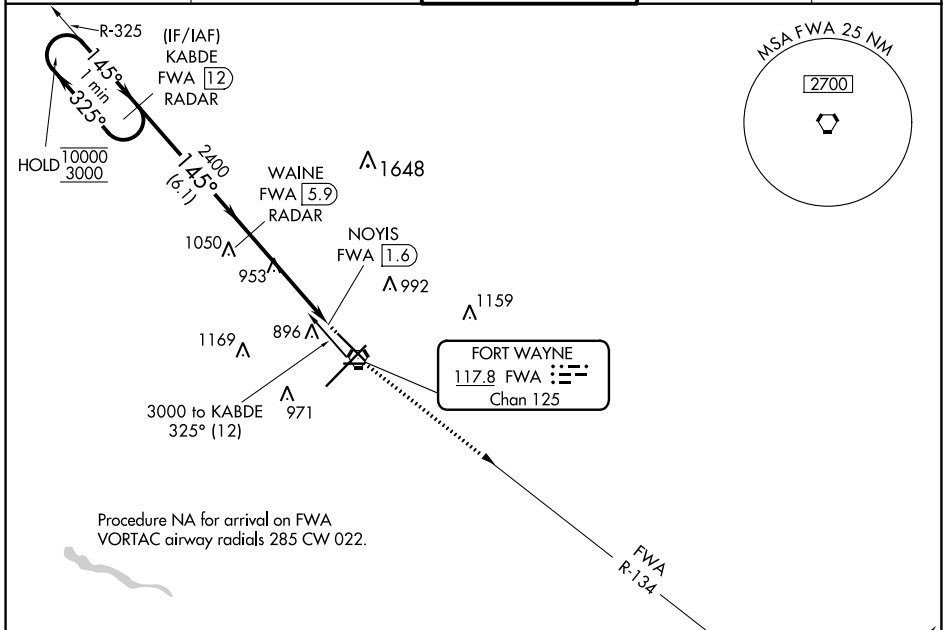 R-325
(IF/IAF)
KABDE
FWA 12
RADAR
145°
1 min
325°
HOLD 10000
3000
2400
145°
(6.1)
WAINE
FWA 5.9
RADAR
1648
MSA FWA 25 NM
2700
1050
953
NOYIS
FWA 1.6
992
1159
896
1169
971
3000 to KABDE
325° (12)
FORT WAYNE
117.8 FWA
Chan 125
Procedure NA for arrival on FWA
VORTAC airway radials 285 CW 022.
FWA
R-134